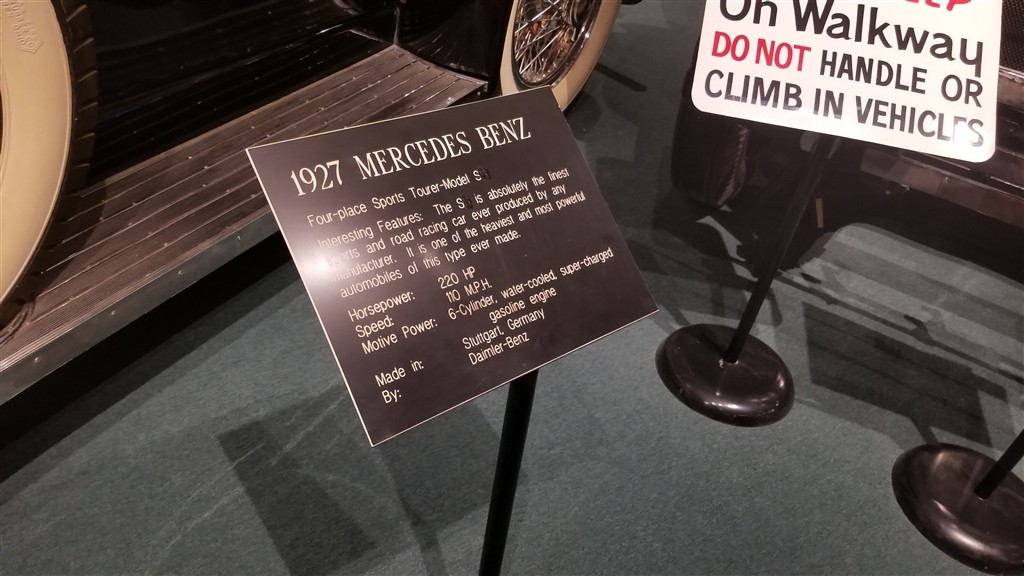 1927 MERCEDES BENZ
Four-place Sports Tourer-Model S
Interesting Features: The S is absolutely the finest
sports and road racing car ever produced by any
manufacturer. It is one of the heaviest and most powerful
automobiles of this type ever made.
Horsepower: 220 HP
Speed: 110 M.P.H.
Motive Power: 6-Cylinder, water-cooled, super-charged
gasoline engine
Made in: Stuttgart, Germany
By: Daimler-Benz
On Walkway
DO NOT HANDLE OR
CLIMB IN VEHICLES